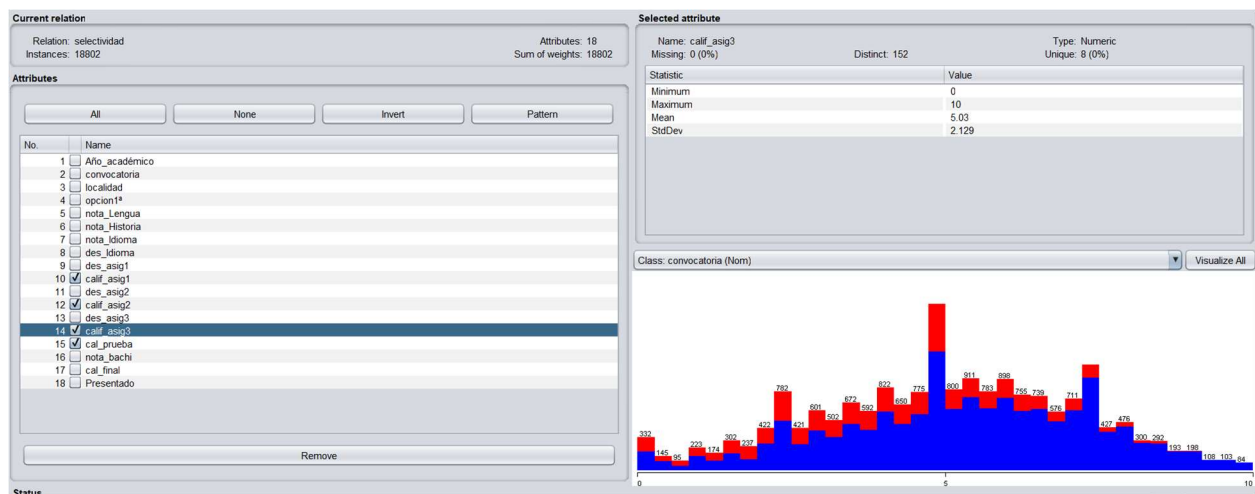 Current relation
Relation: selectividad
Attributes: 18
Instances: 18802
Sum of weights: 18802
Attributes
All
None
Invert
Pattern
No.
Name
1 Año_académico
2 convocatoria
3 localidad
4 opcion1ª
5 nota_Lengua
6 nota_Historia
7 nota_Idioma
8 des_Idioma
9 des_asig1
10 calif_asig1
11 des_asig2
12 calif_asig2
13 des_asig3
14 calif_asig3
15 cal_prueba
16 nota_bachi
17 cal_final
18 Presentado
Remove
Status
Selected attribute
Name: calif_asig3
Type: Numeric
Missing: 0 (0%)
Distinct: 152
Unique: 8 (0%)
Statistic
Value
Minimum
0
Maximum
10
Mean
5.03
StdDev
2.129
Class: convocatoria (Nom)
Visualize All
332
145
95
223
174
302
237
422
782
421
601
502
672
592
822
650
775
800
911
783
898
755
739
576
711
427
476
300
292
193
198
108
103
84
0
5
10